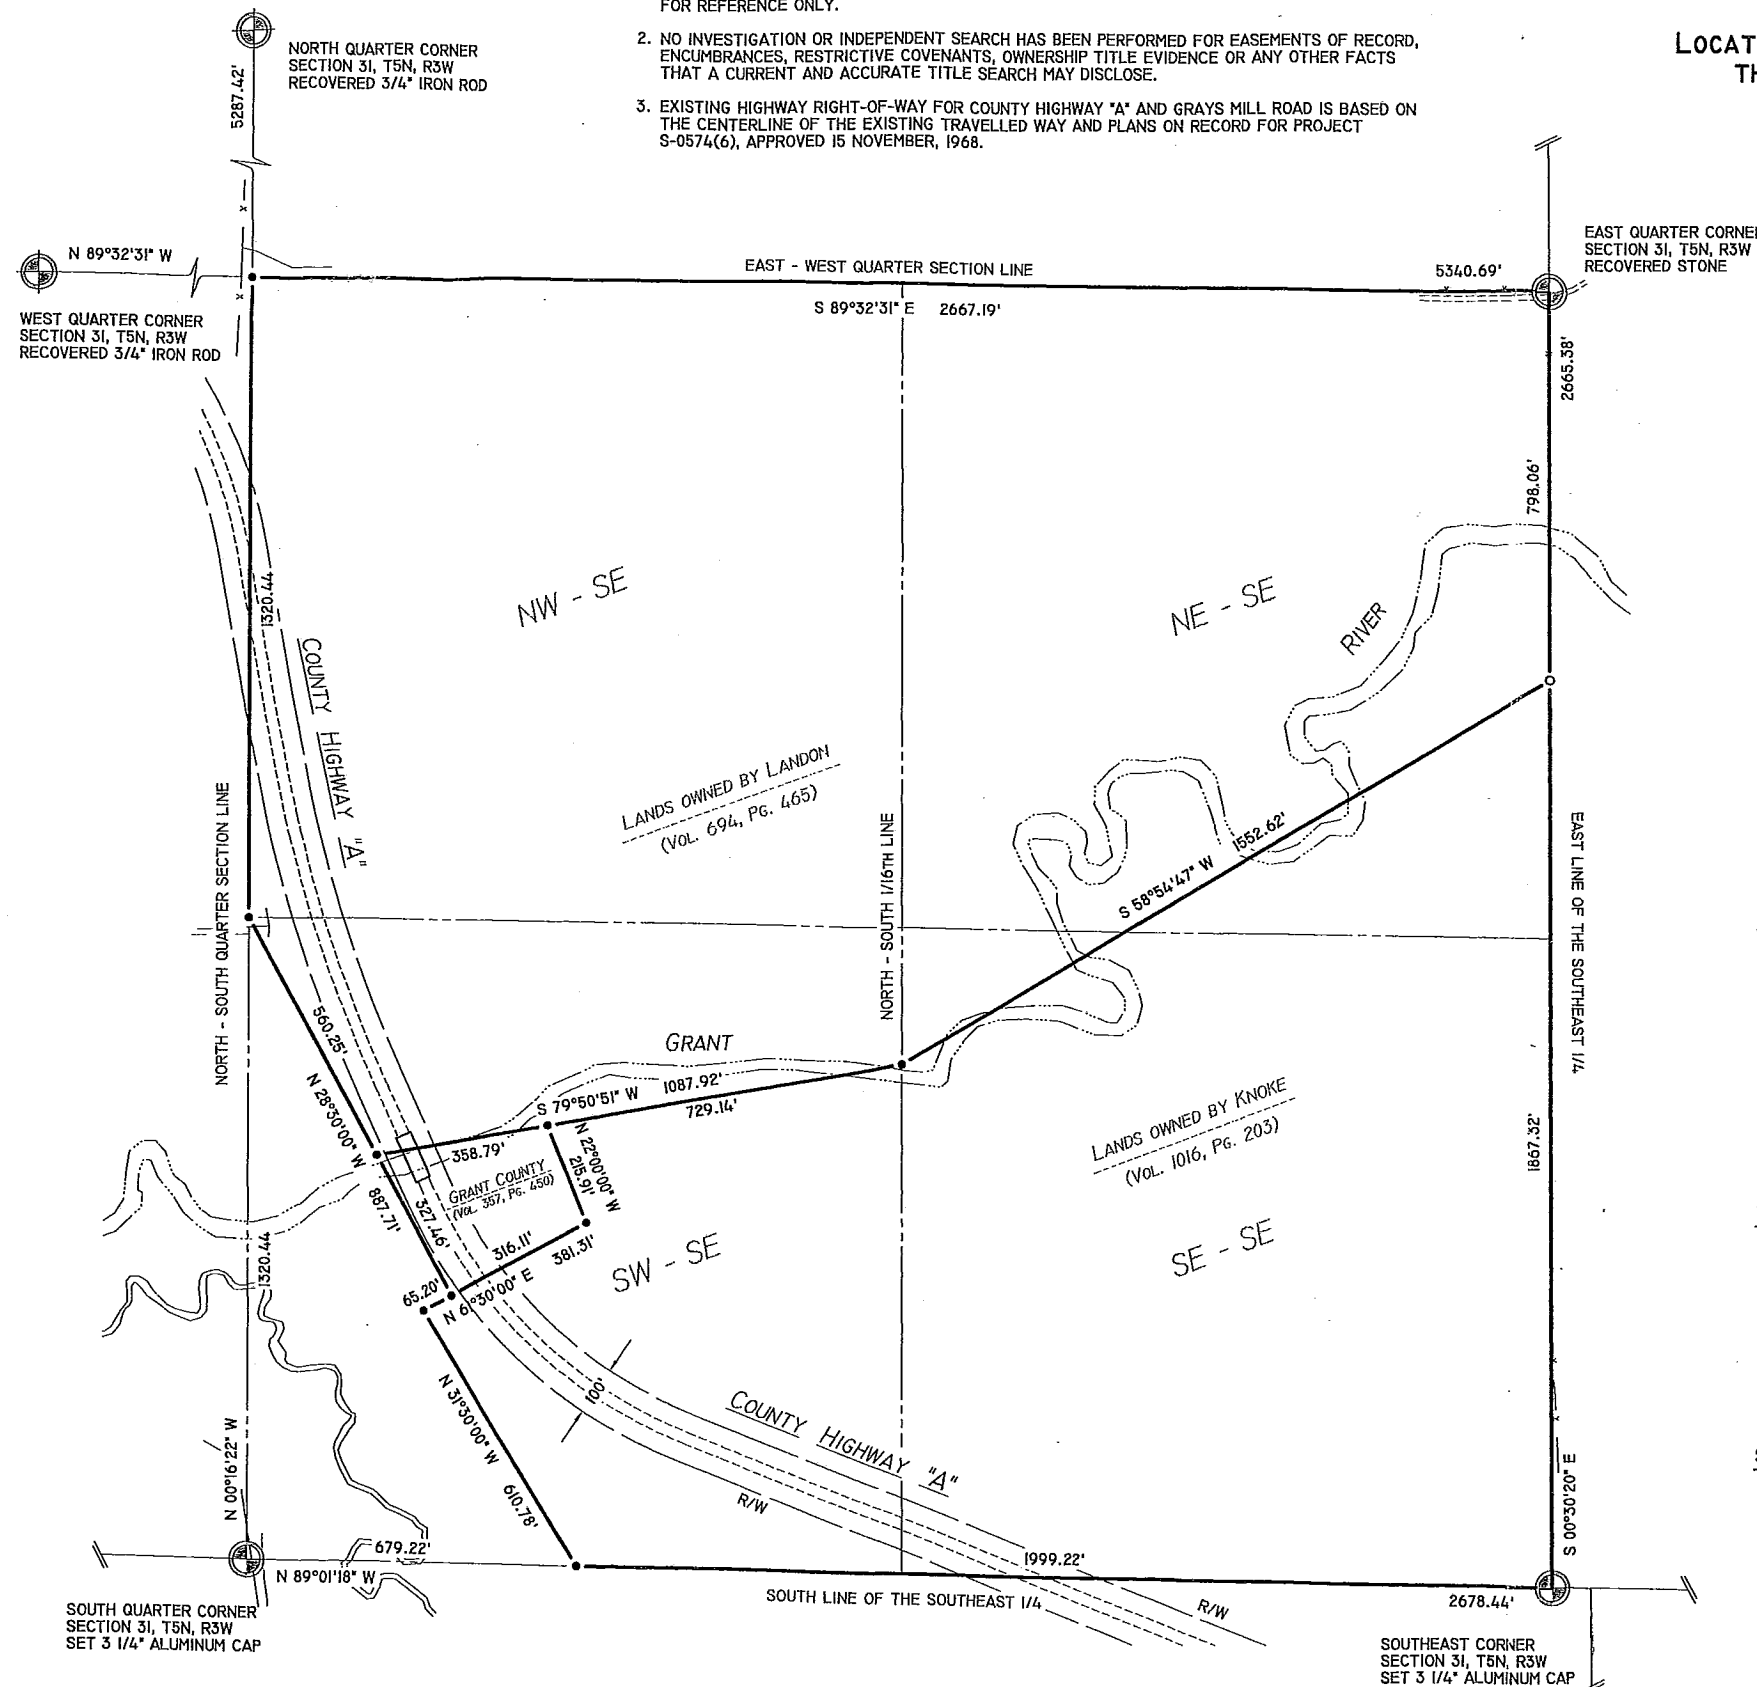 FOR REFERENCE ONLY.
2. NO INVESTIGATION OR INDEPENDENT SEARCH HAS BEEN PERFORMED FOR EASEMENTS OF RECORD,
ENCUMBRANCES, RESTRICTIVE COVENANTS, OWNERSHIP TITLE EVIDENCE OR ANY OTHER FACTS
THAT A CURRENT AND ACCURATE TITLE SEARCH MAY DISCLOSE.
3. EXISTING HIGHWAY RIGHT-OF-WAY FOR COUNTY HIGHWAY "A" AND GRAYS MILL ROAD IS BASED ON
THE CENTERLINE OF THE EXISTING TRAVELLED WAY AND PLANS ON RECORD FOR PROJECT
S-0574(6), APPROVED 15 NOVEMBER, 1968.
LOCAT
TH
NORTH QUARTER CORNER
SECTION 31, T5N, R3W
RECOVERED 3/4" IRON ROD
5287.42'
N 89°32'31" W
WEST QUARTER CORNER
SECTION 31, T5N, R3W
RECOVERED 3/4" IRON ROD
EAST - WEST QUARTER SECTION LINE
S 89°32'31" E 2667.19'
5340.69'
EAST QUARTER CORNER
SECTION 31, T5N, R3W
RECOVERED STONE
2665.38'
798.06'
1320.44
NW - SE
NE - SE
RIVER
COUNTY HIGHWAY "A"
LANDS OWNED BY LANDON
(VOL. 694, PG. 465)
NORTH - SOUTH QUARTER SECTION LINE
NORTH - SOUTH 1/16TH LINE
S 58°54'47" W 1552.62'
EAST LINE OF THE SOUTHEAST 1/4
560.25'
N 28°30'00" W
887.71'
GRANT
S 79°50'51" W 1087.92'
729.14'
358.79'
N 22°00'00" W
215.91'
GRANT COUNTY
(VOL. 357, PG. 450)
327.46'
316.11'
381.31'
65.20'
N 61°30'00" E
LANDS OWNED BY KNOKE
(VOL. 1016, PG. 203)
1867.32'
SW - SE
SE - SE
1320.44
N 31°30'00" W
610.78'
100'
COUNTY HIGHWAY "A"
R/W
N 00°16'22" W
S 00°30'20" E
679.22'
N 89°01'18" W
1999.22'
SOUTH LINE OF THE SOUTHEAST 1/4
R/W
2678.44'
SOUTH QUARTER CORNER
SECTION 31, T5N, R3W
SET 3 1/4" ALUMINUM CAP
SOUTHEAST CORNER
SECTION 31, T5N, R3W
SET 3 1/4" ALUMINUM CAP